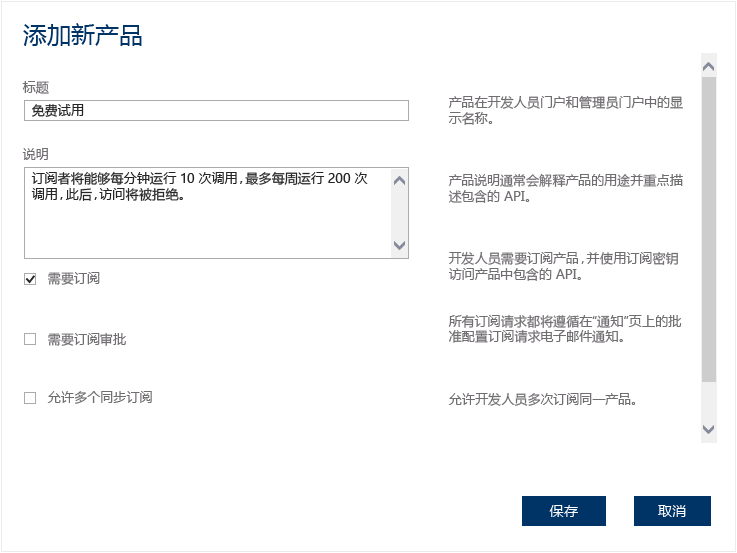 添加新产品
标题
免费试用
产品在开发人员门户和管理员门户中的显
示名称。
说明
订阅者将能够每分钟运行 10 次调用，最多每周运行 200 次
调用，此后，访问将被拒绝。
产品说明通常会解释产品的用途并重点描
述包含的 API。
需要订阅
开发人员需要订阅产品，并使用订阅密钥
访问产品中包含的 API。
需要订阅审批
所有订阅请求都将遵循在“通知”页上的批
准配置订阅请求电子邮件通知。
允许多个同步订阅
允许开发人员多次订阅同一产品。
保存
取消